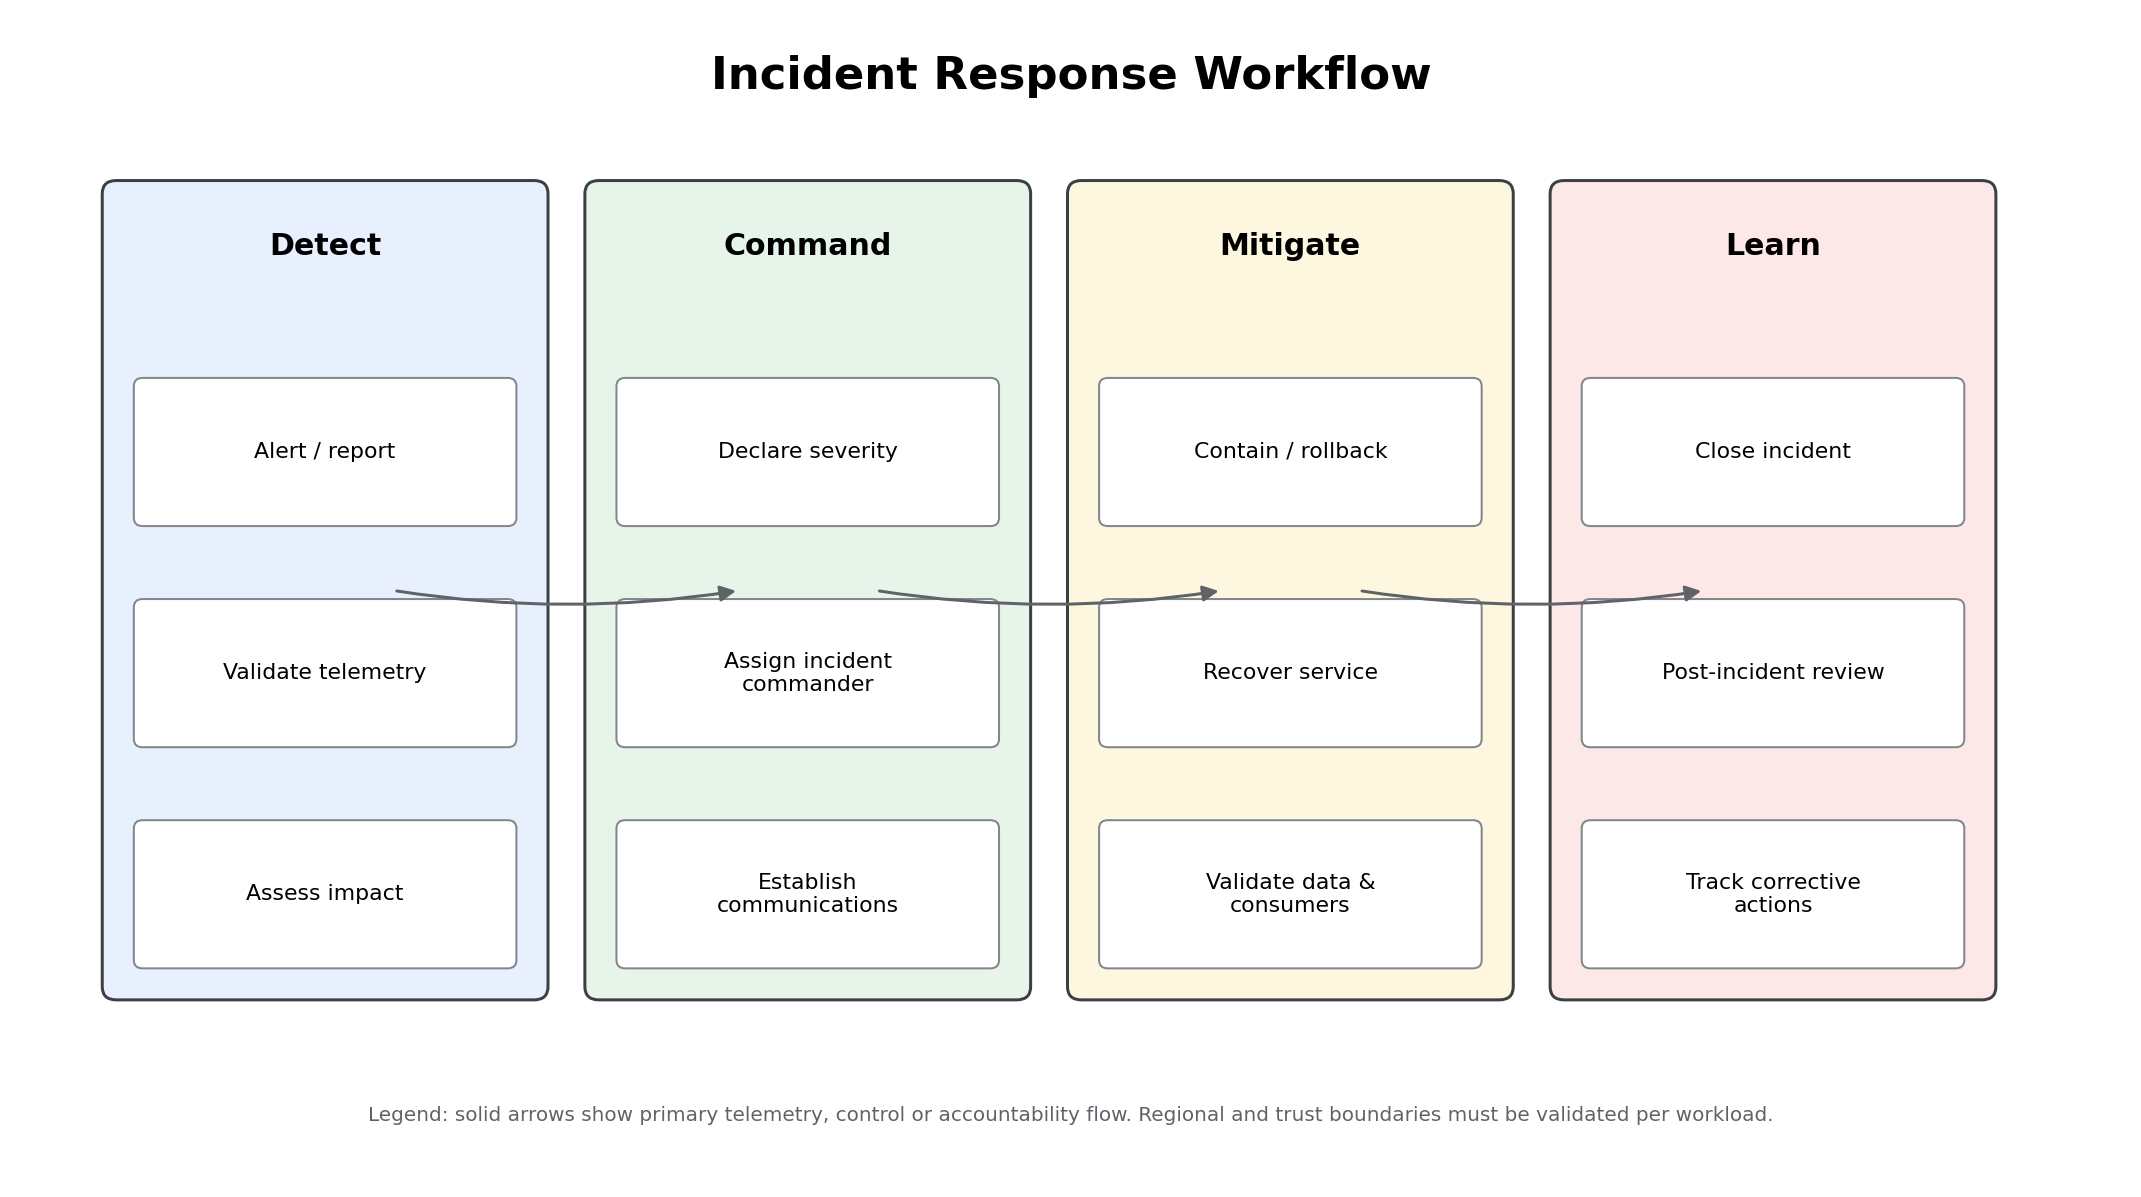 Incident Response Workflow
Detect
Alert / report
Validate telemetry
Assess impact
Command
Declare severity
Assign incident
commander
Establish
communications
Mitigate
Contain / rollback
Recover service
Validate data &
consumers
Learn
Close incident
Post-incident review
Track corrective
actions
Legend: solid arrows show primary telemetry, control or accountability flow. Regional and trust boundaries must be validated per workload.